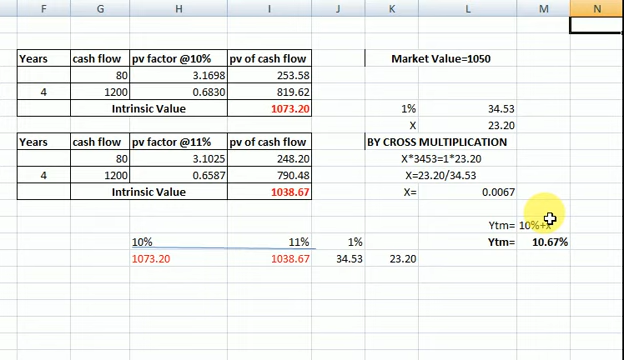 F G H I J K L M N
Years cash flow pv factor @10% pv of cash flow Market Value=1050
80 3.1698 253.58
4 1200 0.6830 819.62
Intrinsic Value 1073.20 1% 34.53
X 23.20
Years cash flow pv factor @11% pv of cash flow BY CROSS MULTIPLICATION
80 3.1025 248.20 X*3453=1*23.20
4 1200 0.6587 790.48 X=23.20/34.53
Intrinsic Value 1038.67 X= 0.0067
Ytm= 10%+x
10% 11% 1% Ytm= 10.67%
1073.20 1038.67 34.53 23.20